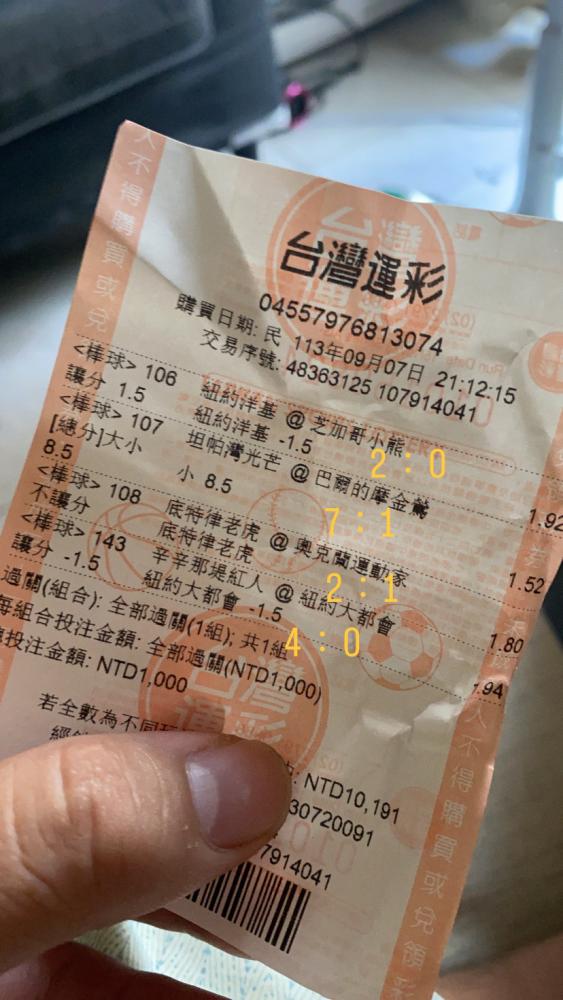 台灣運彩
04557976813074
購買日期: 民 113年09月07日 21:12:15
交易序號: 48363125 107914041
<棒球> 106 紐約洋基 @ 芝加哥小熊
讓分 1.5 紐約洋基 -1.5 1.92
2:0
<棒球> 107 坦帕灣光芒 @ 巴爾的摩金鶯
[總分]大小
8.5 小 8.5 1.52
7:1
<棒球> 108 底特律老虎 @ 奧克蘭運動家
不讓分 底特律老虎 1.80
2:1
<棒球> 143 辛辛那堤紅人 @ 紐約大都會
讓分 -1.5 紐約大都會 -1.5 1.94
4:0
過關(組合): 全部過關(1組); 共1組
每組合投注金額: 全部過關(NTD1,000)
投注金額: NTD1,000
若全數為不同
NTD10,191
30720091
7914041
人不得購買或兌
人不得購買或兌領彩